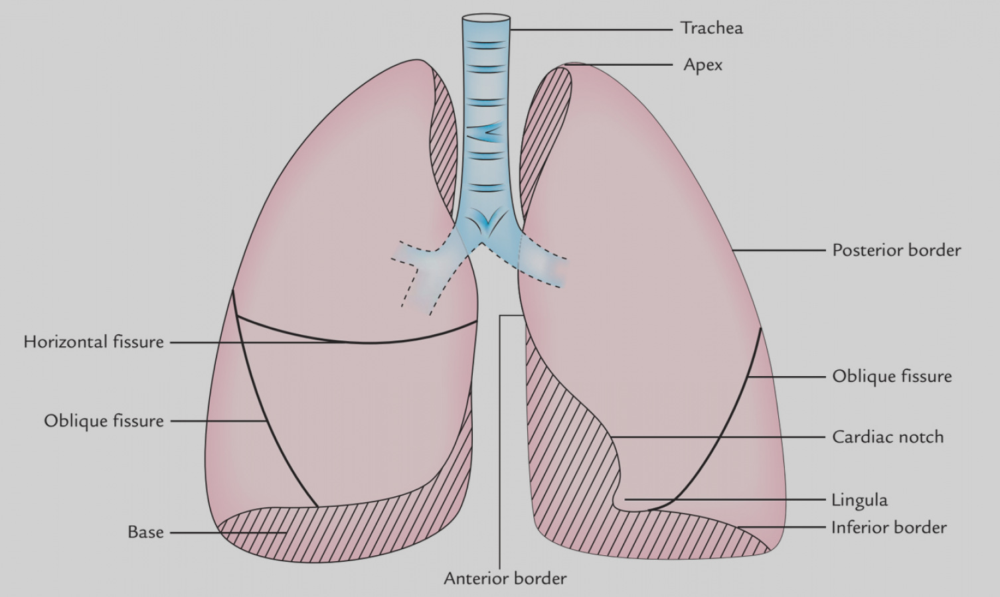 Trachea
Apex
Posterior border
Horizontal fissure
Oblique fissure
Oblique fissure
Cardiac notch
Lingula
Inferior border
Base
Anterior border